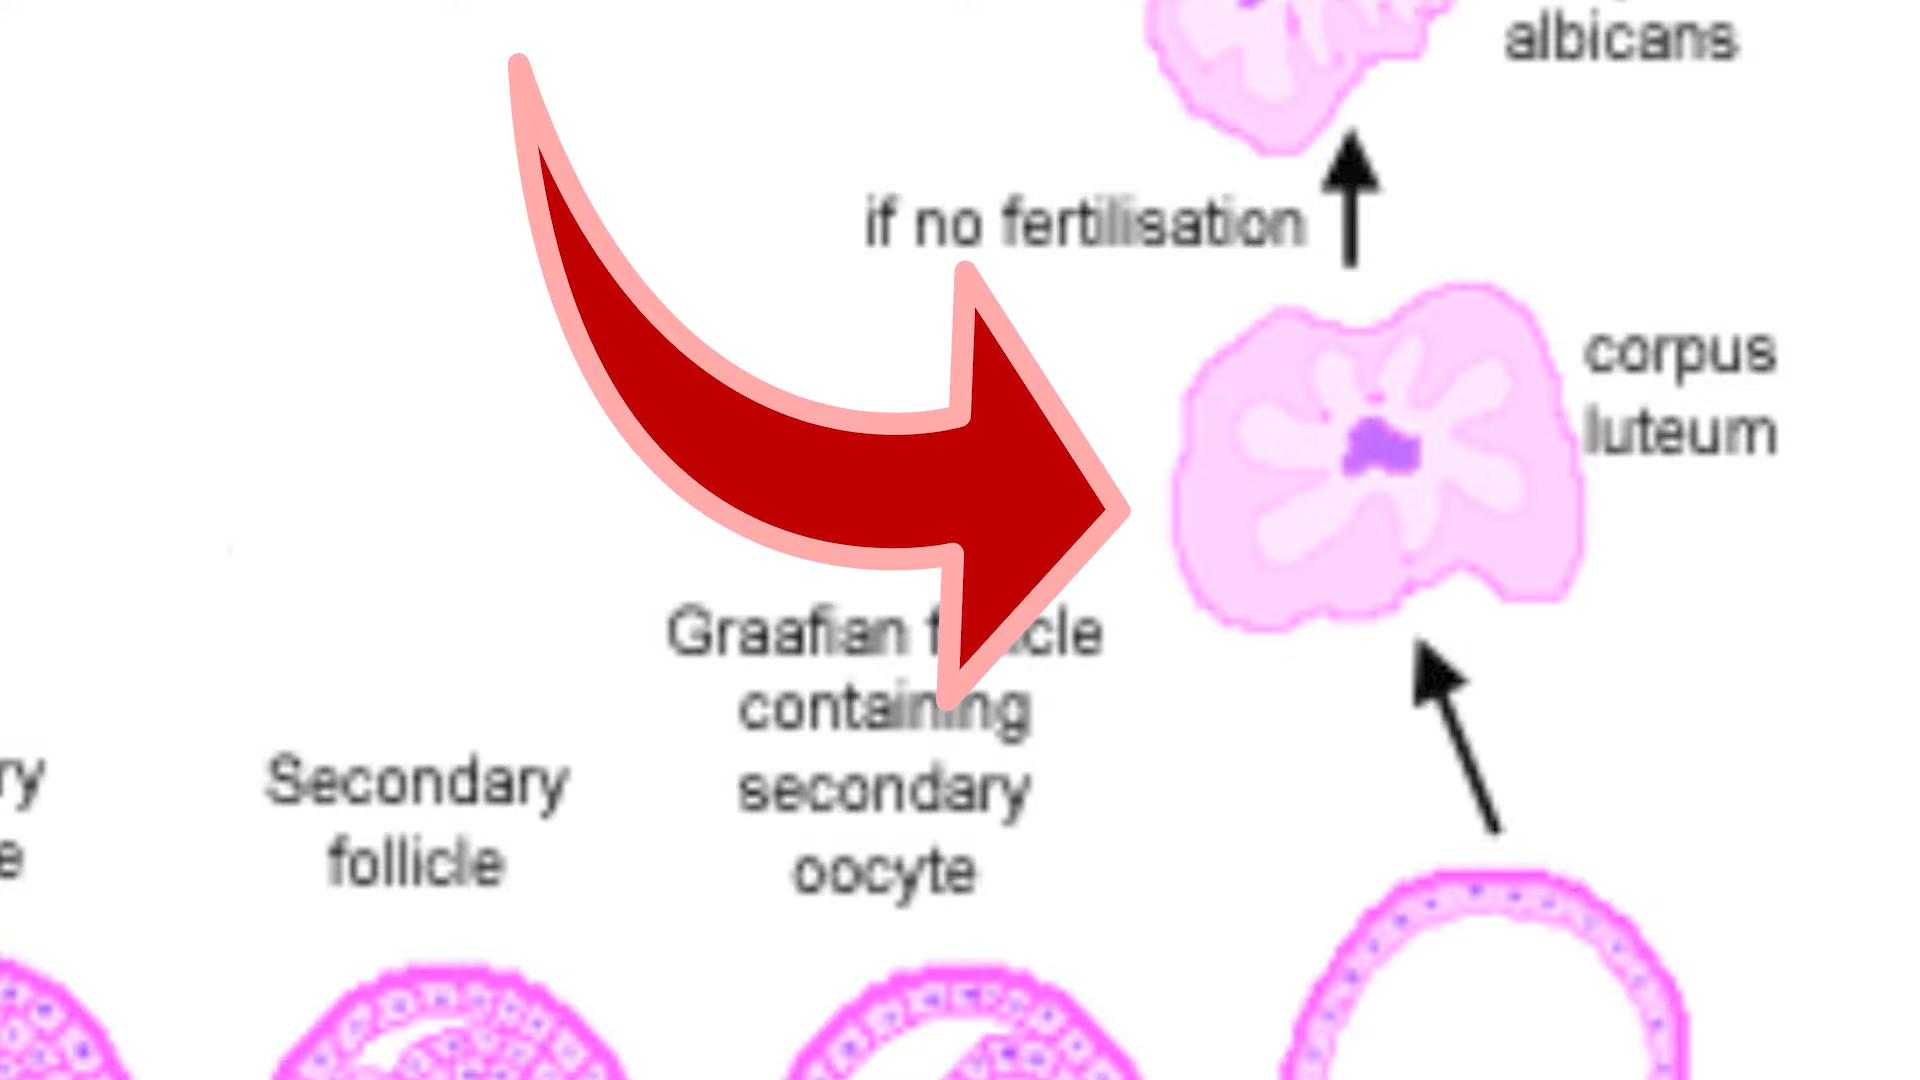 albicans
if no fertilisation
corpus
luteum
Graafian
containing
secondary
oocyte
Secondary
follicle